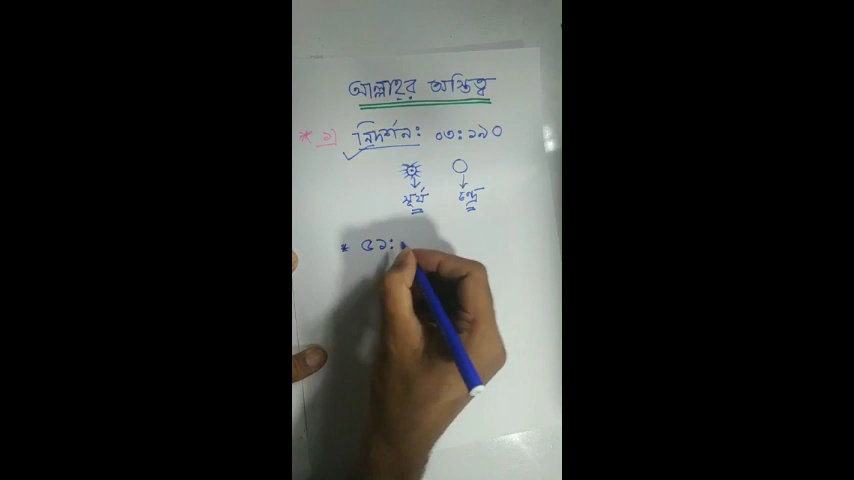 আল্লাহর অস্তিত্ব
* ১) নিদর্শন: ০৩:১৯০
সূর্য চন্দ্র
* ৫১: